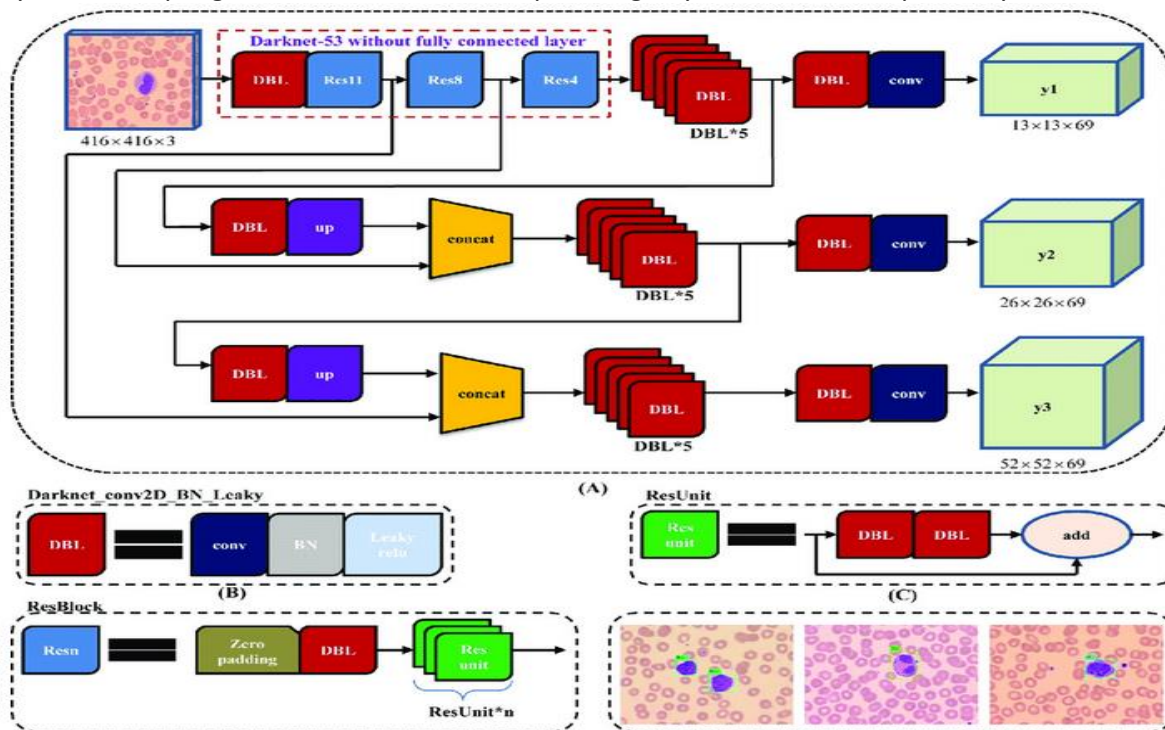 Darknet-53 without fully connected layer
DBL
Res11
Res8
Res4
DBL
DBL*5
DBL
conv
y1
416×416×3
13×13×69
DBL
up
concat
DBL
DBL*5
DBL
conv
y2
26×26×69
DBL
up
concat
DBL
DBL*5
DBL
conv
y3
52×52×69
(A)
Darknet_conv2D_BN_Leaky
DBL
conv
BN
Leaky
relu
(B)
ResUnit
Res
unit
DBL
DBL
add
(C)
ResBlock
Resn
Zero
padding
DBL
Res
unit
ResUnit*n